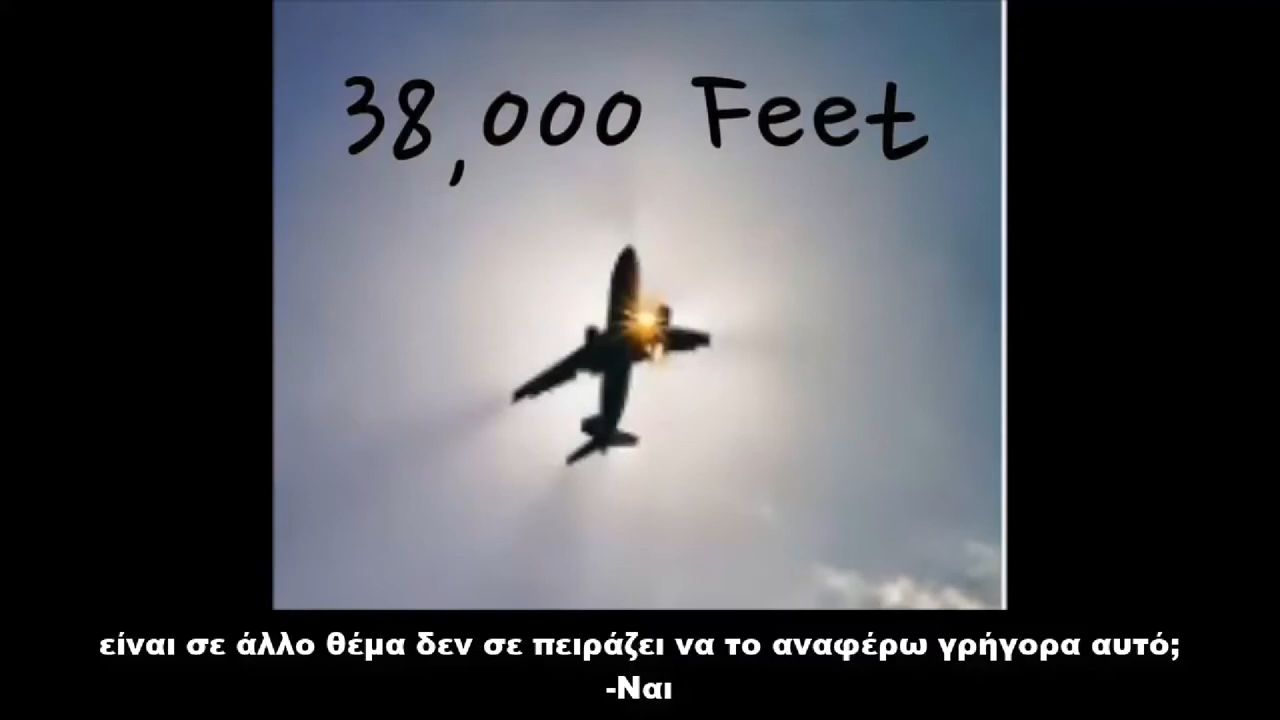 38,000 Feet
είναι σε άλλο θέμα δεν σε πειράζει να το αναφέρω γρήγορα αυτό;
-Ναι